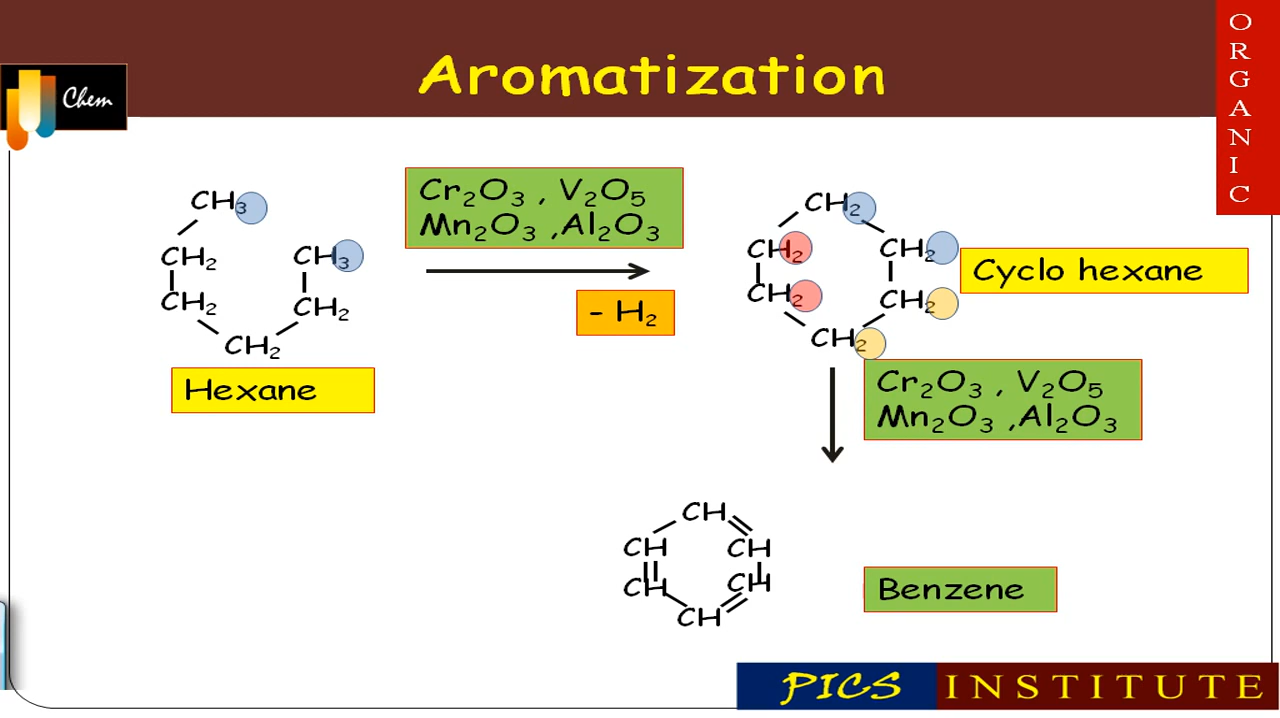 Aromatization
ORGANIC
Chem
CH₃
CH₂
CH₂
CH₂
CH₂
CH₃
Hexane
Cr₂O₃ , V₂O₅
Mn₂O₃ ,Al₂O₃
- H₂
CH₂
CH₂
CH₂
CH₂
CH₂
CH₂
Cyclo hexane
Cr₂O₃ , V₂O₅
Mn₂O₃ ,Al₂O₃
CH
CH
CH
CH
CH
CH
Benzene
PICS INSTITUTE